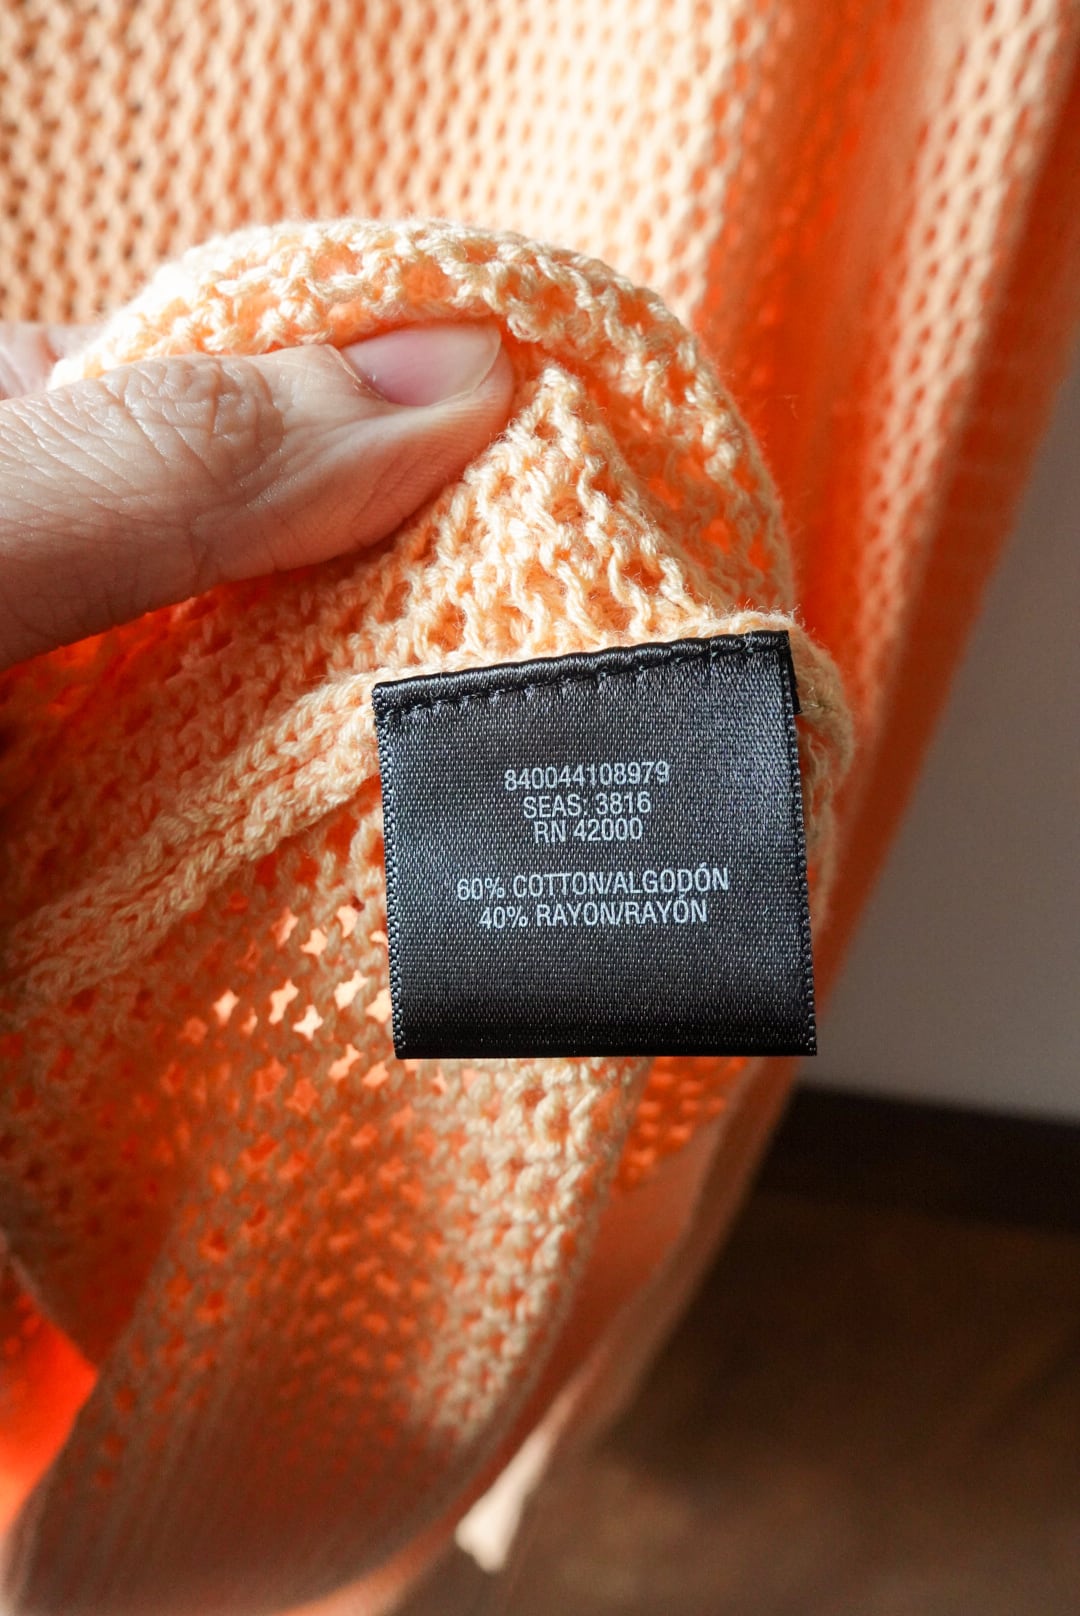 840044108979
SEAS: 3816
RN 42000
60% COTTON/ALGODÓN
40% RAYON/RAYÓN